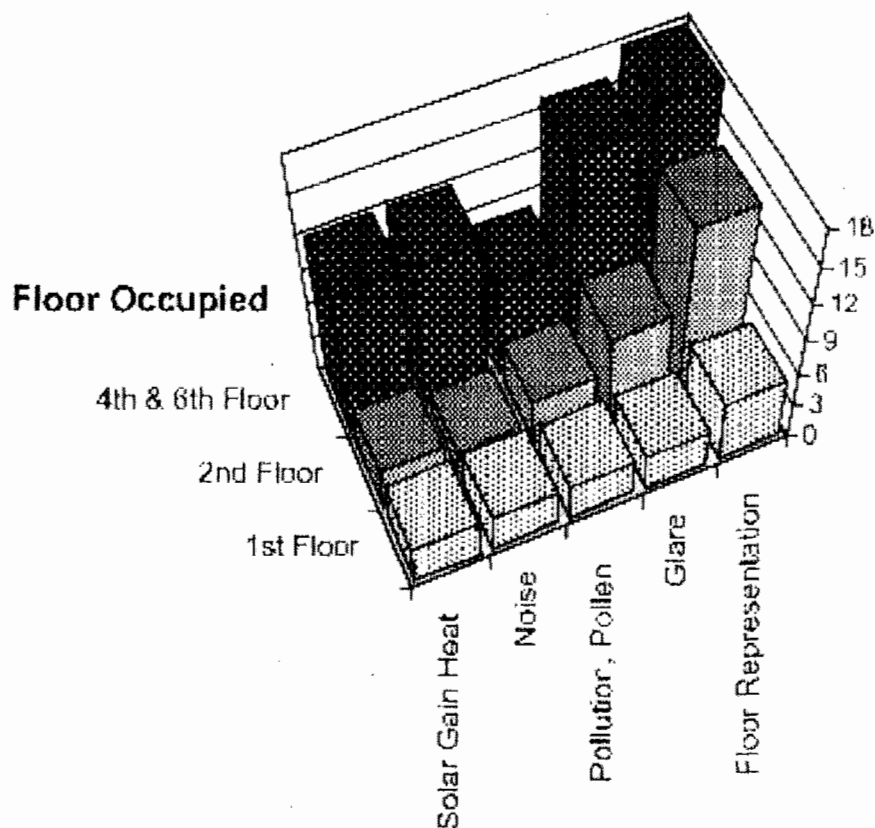 Floor Occupied
4th & 6th Floor
2nd Floor
1st Floor
18
15
12
9
6
3
0
Solar Gain Heat
Noise
Pollution, Pollen
Glare
Floor Representation